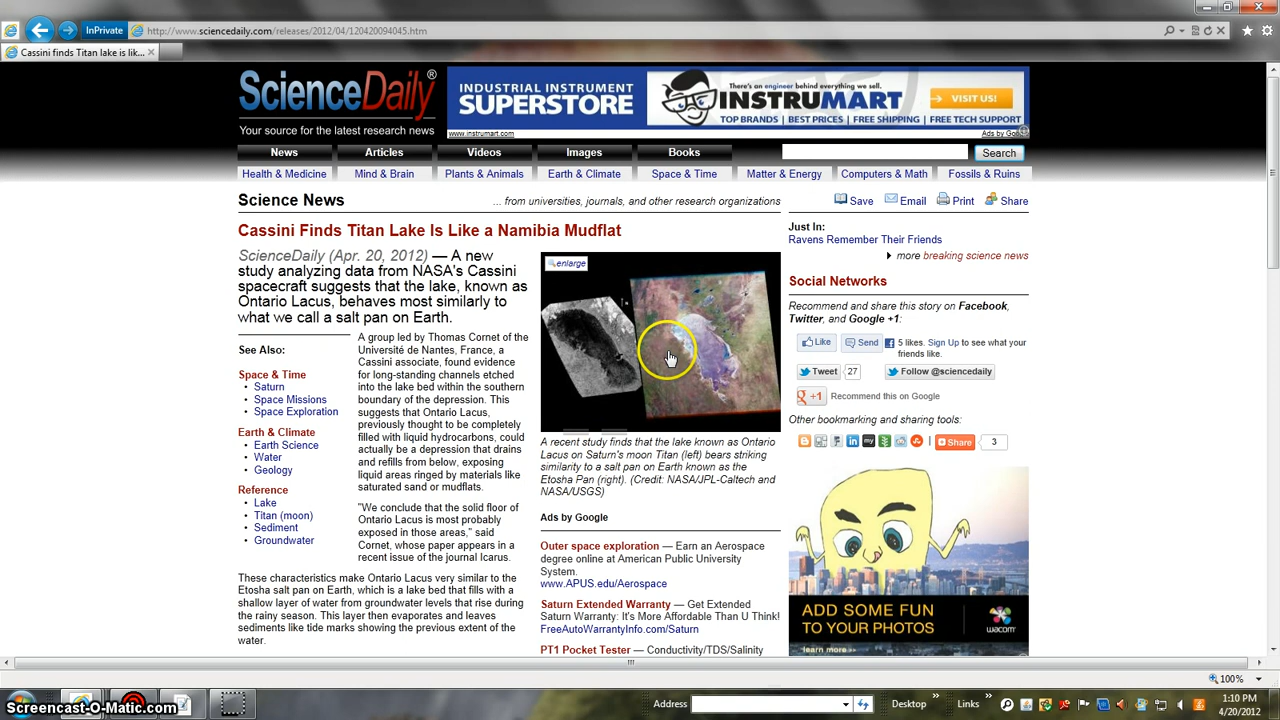 InPrivate
http://www.sciencedaily.com/releases/2012/04/120420094045.htm
Cassini finds Titan lake is lik...
ScienceDaily®
Your source for the latest research news
INDUSTRIAL INSTRUMENT
SUPERSTORE
There's an engineer behind everything we sell.
INSTRUMART
TOP BRANDS | BEST PRICES | FREE SHIPPING | FREE TECH SUPPORT
VISIT US!
www.instrumart.com
Ads by Google
News
Articles
Videos
Images
Books
Search
Health & Medicine
Mind & Brain
Plants & Animals
Earth & Climate
Space & Time
Matter & Energy
Computers & Math
Fossils & Ruins
Science News
... from universities, journals, and other research organizations
Save
Email
Print
Share
Cassini Finds Titan Lake Is Like a Namibia Mudflat
ScienceDaily (Apr. 20, 2012) — A new
study analyzing data from NASA's Cassini
spacecraft suggests that the lake, known as
Ontario Lacus, behaves most similarly to
what we call a salt pan on Earth.
See Also:
Space & Time
• Saturn
• Space Missions
• Space Exploration
Earth & Climate
• Earth Science
• Water
• Geology
Reference
• Lake
• Titan (moon)
• Sediment
• Groundwater
A group led by Thomas Cornet of the
Université de Nantes, France, a
Cassini associate, found evidence
for long-standing channels etched
into the lake bed within the southern
boundary of the depression. This
suggests that Ontario Lacus,
previously thought to be completely
filled with liquid hydrocarbons, could
actually be a depression that drains
and refills from below, exposing
liquid areas ringed by materials like
saturated sand or mudflats.
"We conclude that the solid floor of
Ontario Lacus is most probably
exposed in those areas," said
Cornet, whose paper appears in a
recent issue of the journal Icarus.
These characteristics make Ontario Lacus very similar to the
Etosha salt pan on Earth, which is a lake bed that fills with a
shallow layer of water from groundwater levels that rise during
the rainy season. This layer then evaporates and leaves
sediments like tide marks showing the previous extent of the
water.
enlarge
A recent study finds that the lake known as Ontario
Lacus on Saturn's moon Titan (left) bears striking
similarity to a salt pan on Earth known as the
Etosha Pan (right). (Credit: NASA/JPL-Caltech and
NASA/USGS)
Ads by Google
Outer space exploration — Earn an Aerospace
degree online at American Public University
System.
www.APUS.edu/Aerospace
Saturn Extended Warranty — Get Extended
Saturn Warranty: It's More Affordable Than U Think!
FreeAutoWarrantyInfo.com/Saturn
PT1 Pocket Tester — Conductivity/TDS/Salinity
Just In:
Ravens Remember Their Friends
more breaking science news
Social Networks
Recommend and share this story on Facebook,
Twitter, and Google +1:
Like
Send
5 likes. Sign Up to see what your
friends like.
Tweet
27
Follow @sciencedaily
+1
Recommend this on Google
Other bookmarking and sharing tools:
Share
3
ADD SOME FUN
TO YOUR PHOTOS
learn more
wacom
100%
Screencast-O-Matic.com
Address
Desktop
Links
1:10 PM
4/20/2012